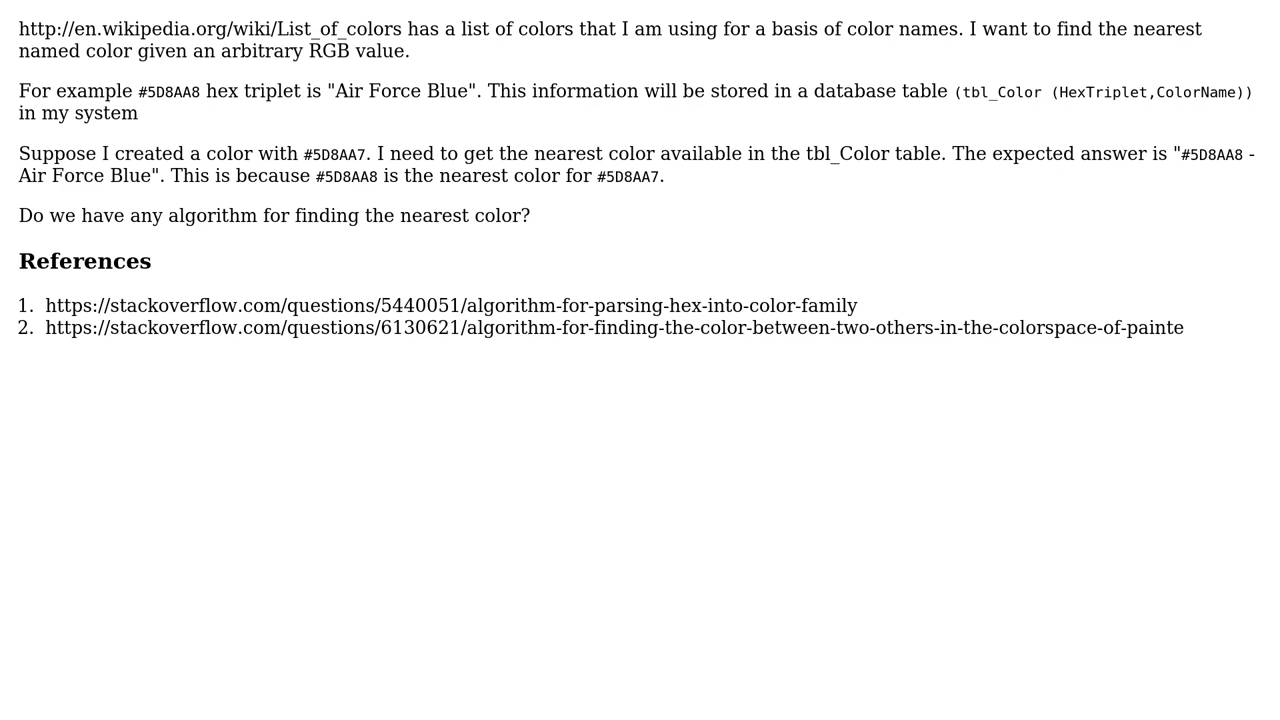 http://en.wikipedia.org/wiki/List_of_colors has a list of colors that I am using for a basis of color names. I want to find the nearest
named color given an arbitrary RGB value.
For example #5D8AA8 hex triplet is "Air Force Blue". This information will be stored in a database table (tbl_Color (HexTriplet,ColorName))
in my system
Suppose I created a color with #5D8AA7. I need to get the nearest color available in the tbl_Color table. The expected answer is "#5D8AA8 -
Air Force Blue". This is because #5D8AA8 is the nearest color for #5D8AA7.
Do we have any algorithm for finding the nearest color?
References
1. https://stackoverflow.com/questions/5440051/algorithm-for-parsing-hex-into-color-family
2. https://stackoverflow.com/questions/6130621/algorithm-for-finding-the-color-between-two-others-in-the-colorspace-of-painte